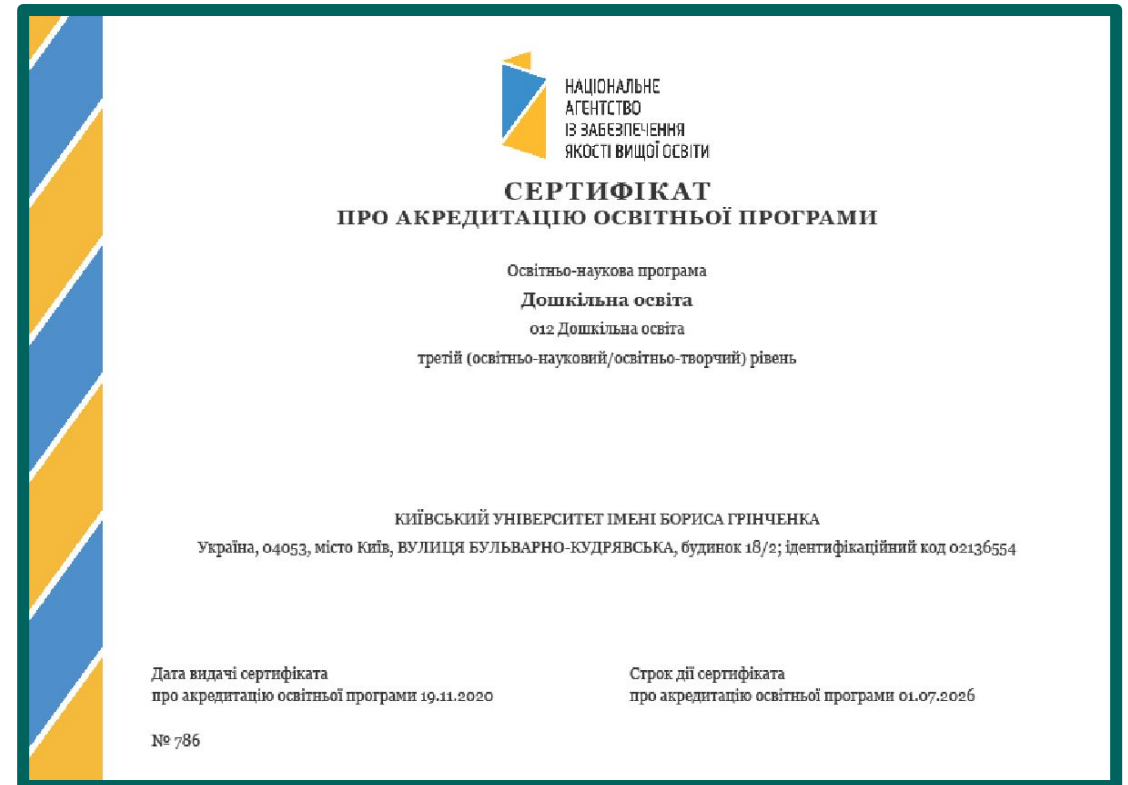 НАЦІОНАЛЬНЕ
АГЕНТСТВО
ІЗ ЗАБЕЗПЕЧЕННЯ
ЯКОСТІ ВИЩОЇ ОСВІТИ
СЕРТИФІКАТ
ПРО АКРЕДИТАЦІЮ ОСВІТНЬОЇ ПРОГРАМИ
Освітньо-наукова програма
Дошкільна освіта
012 Дошкільна освіта
третій (освітньо-науковий/освітньо-творчий) рівень
КИЇВСЬКИЙ УНІВЕРСИТЕТ ІМЕНІ БОРИСА ГРІНЧЕНКА
Україна, 04053, місто Київ, ВУЛИЦЯ БУЛЬВАРНО-КУДРЯВСЬКА, будинок 18/2; ідентифікаційний код 02136554
Дата видачі сертифіката
про акредитацію освітньої програми 19.11.2020
Строк дії сертифіката
про акредитацію освітньої програми 01.07.2026
№ 786